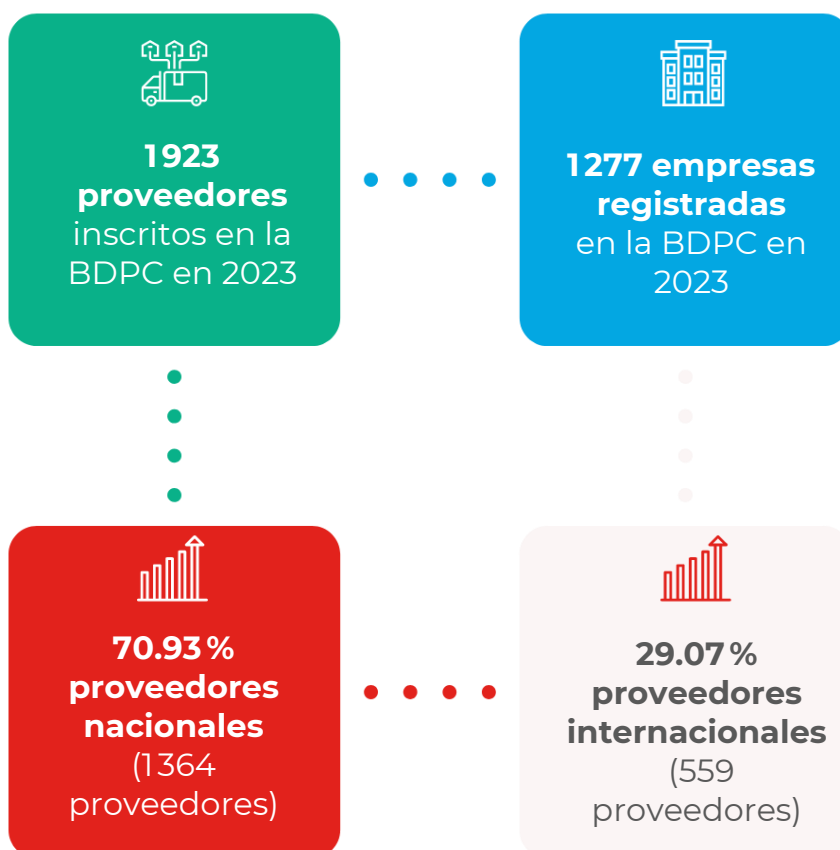 1923
proveedores
inscritos en la
BDPC en 2023
1277 empresas
registradas
en la BDPC en
2023
70.93 %
proveedores
nacionales
(1364
proveedores)
29.07 %
proveedores
internacionales
(559
proveedores)